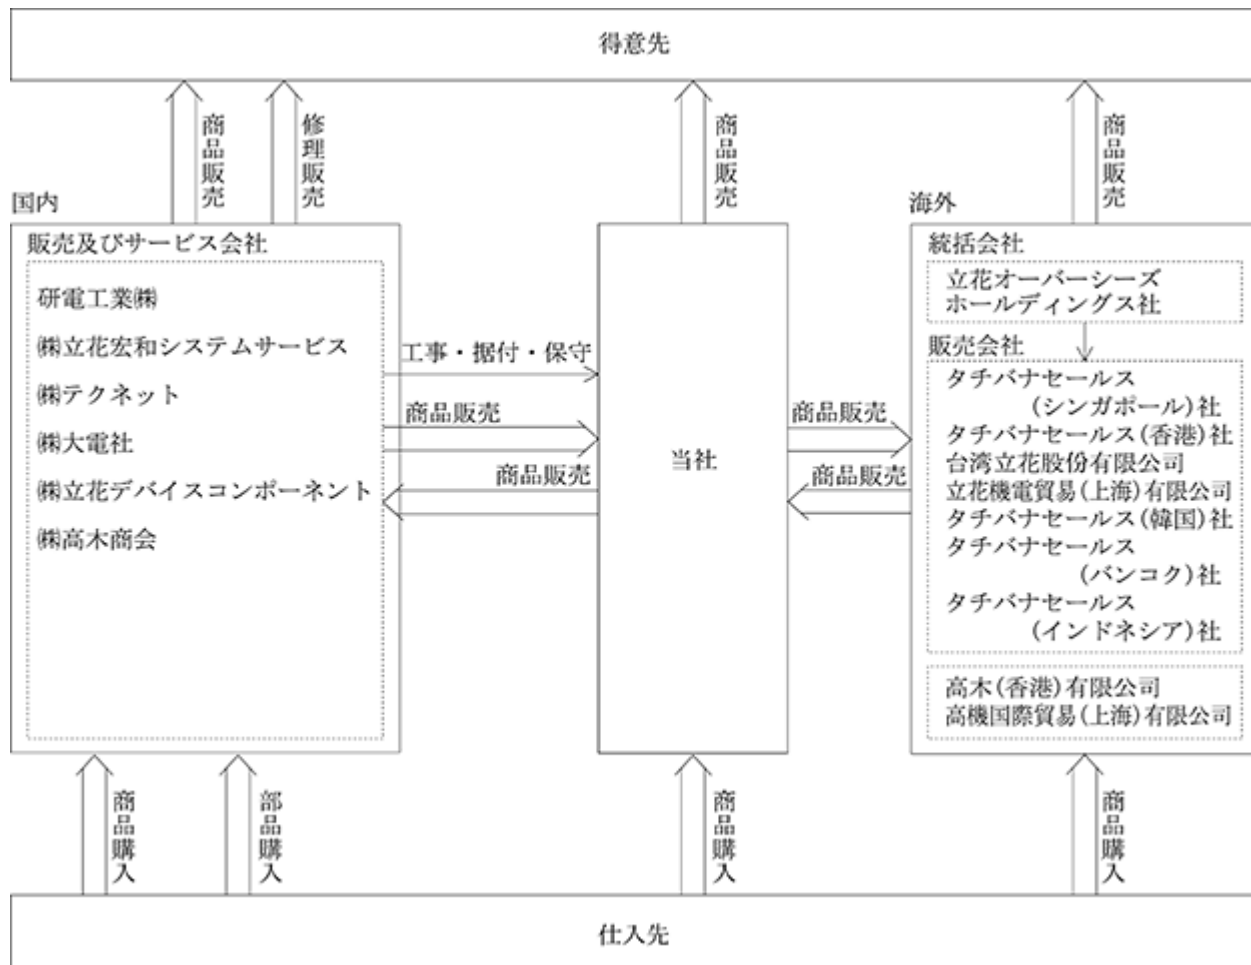 得意先
商品販売
修理販売
商品販売
商品販売
国内
販売及びサービス会社
研電工業㈱
㈱立花宏和システムサービス
㈱テクネット
㈱大電社
㈱立花デバイスコンポーネント
㈱高木商会
工事・据付・保守
商品販売
商品販売
当社
商品販売
商品販売
海外
統括会社
立花オーバーシーズ
ホールディングス社
販売会社
タチバナセールス
(シンガポール)社
タチバナセールス(香港)社
台湾立花股份有限公司
立花機電貿易(上海)有限公司
タチバナセールス(韓国)社
タチバナセールス
(バンコク)社
タチバナセールス
(インドネシア)社
高木(香港)有限公司
高機国際貿易(上海)有限公司
商品購入
部品購入
商品購入
商品購入
仕入先